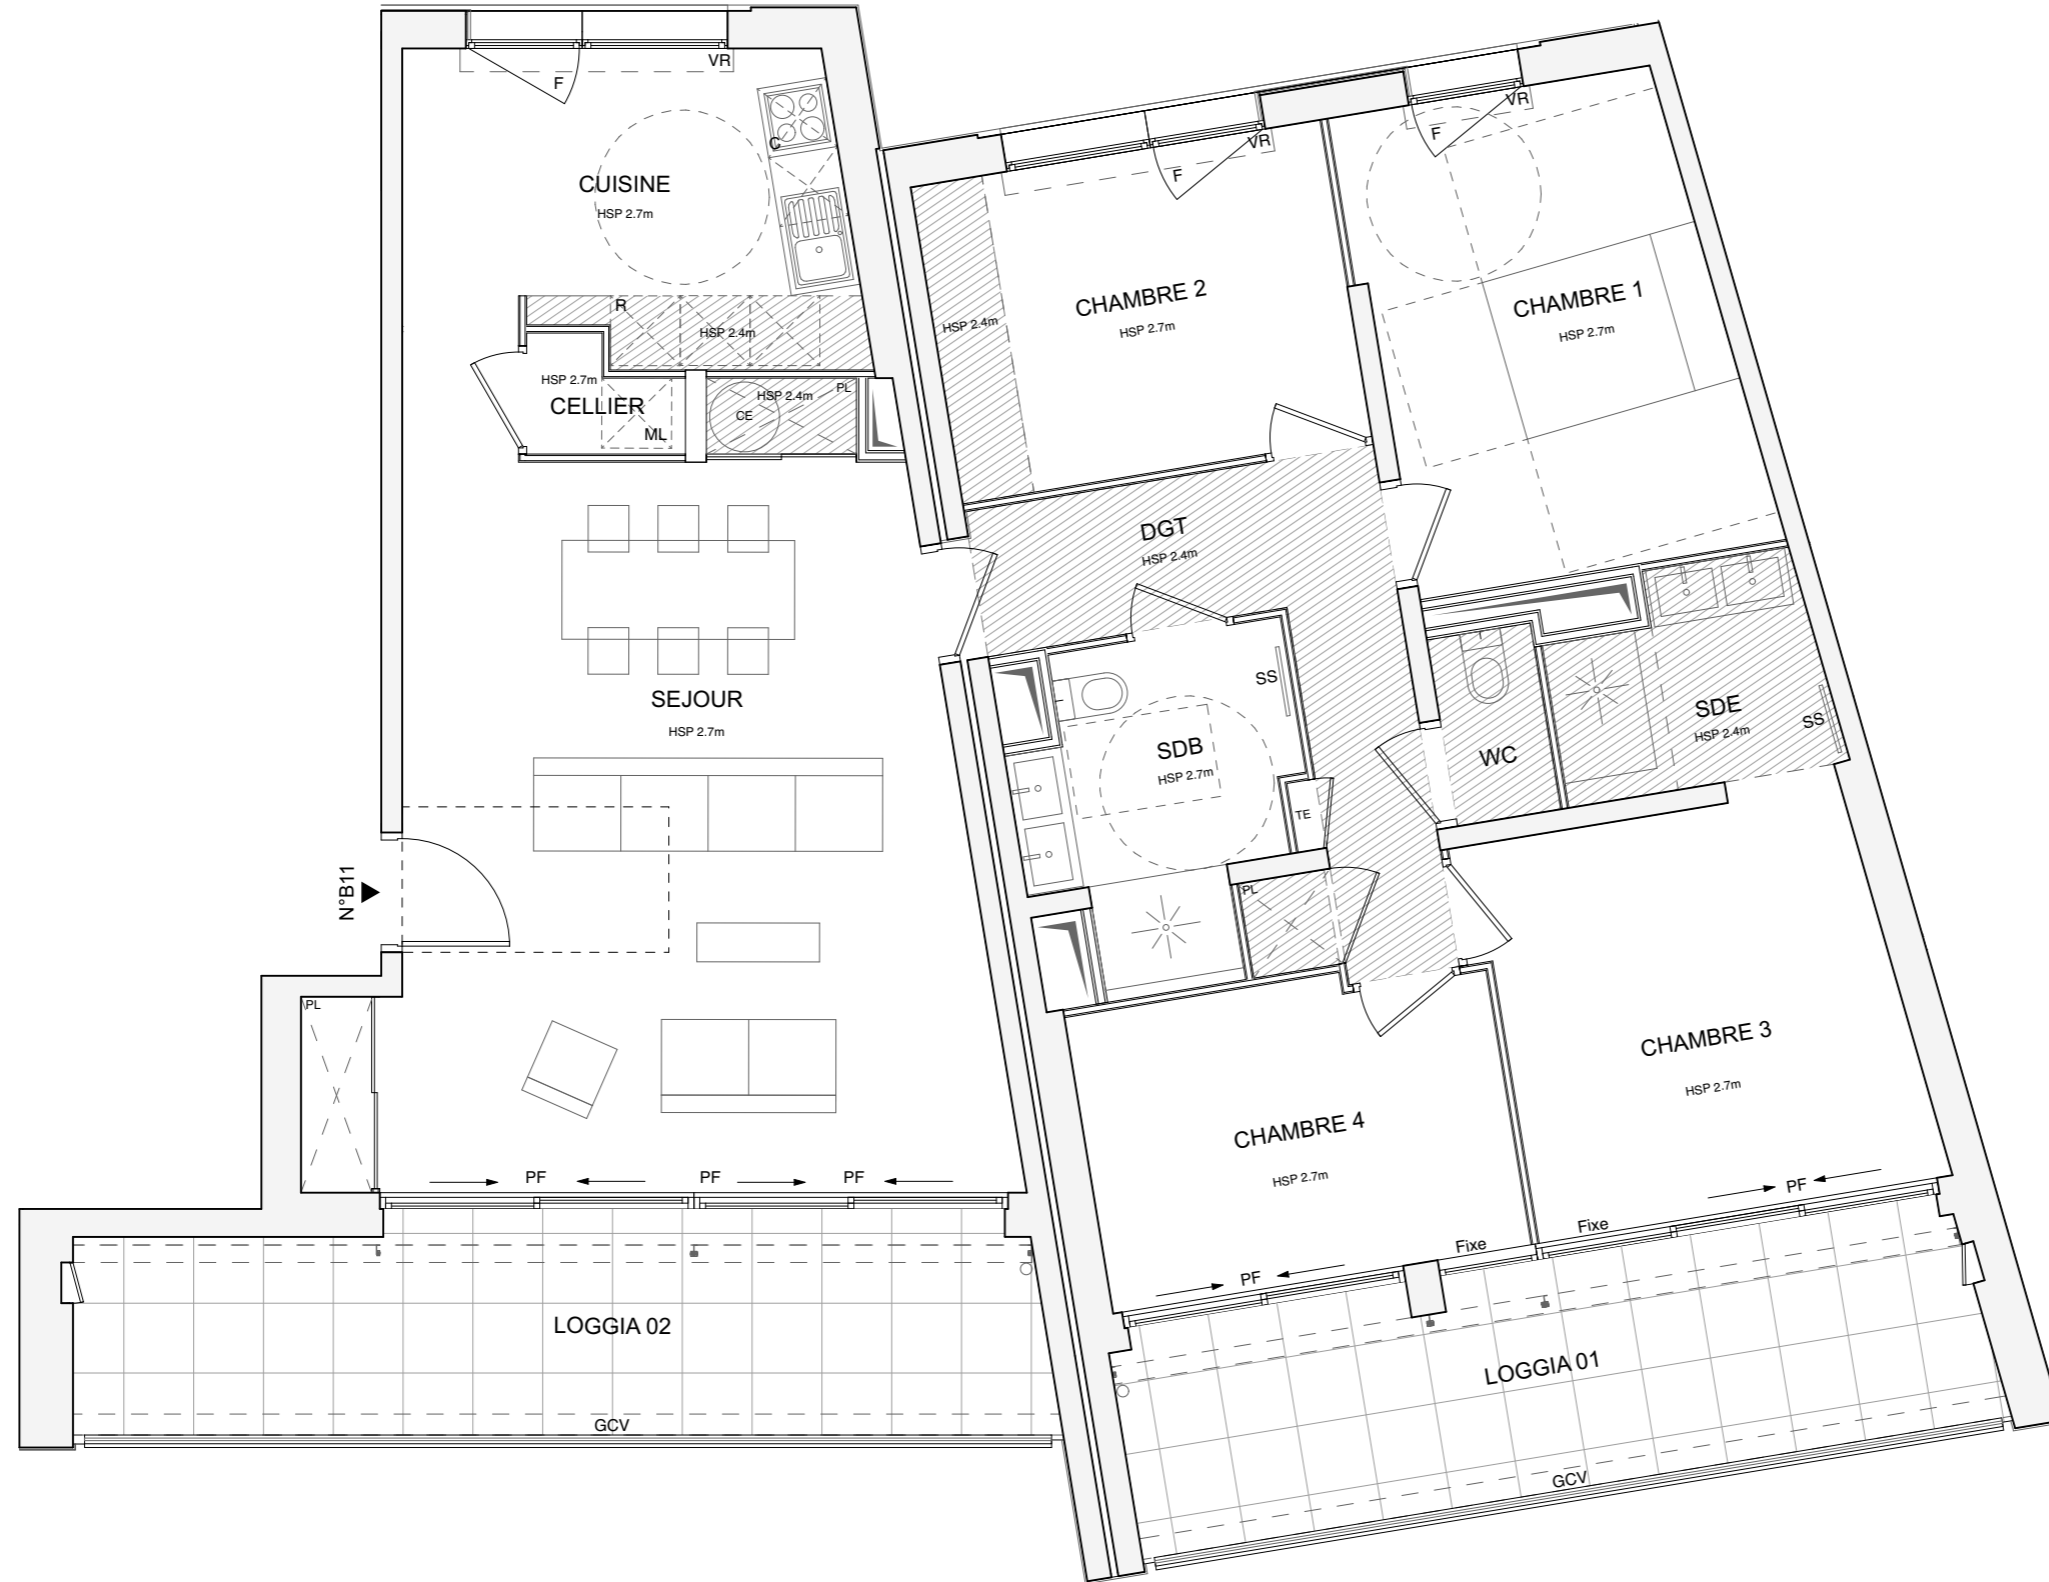 VR
F
C
CUISINE
HSP 2.7m
R
HSP 2.4m
HSP 2.7m
CELLIER
ML
HSP 2.4m
PL
CE
VR
F
CHAMBRE 2
HSP 2.7m
HSP 2.4m
VR
F
CHAMBRE 1
HSP 2.7m
DGT
HSP 2.4m
SEJOUR
HSP 2.7m
SS
SDB
HSP 2.7m
TE
PL
WC
SDE
HSP 2.4m
SS
N°B11
PL
CHAMBRE 3
HSP 2.7m
CHAMBRE 4
HSP 2.7m
PF
PF
PF
PF
Fixe
Fixe
PF
LOGGIA 02
GCV
LOGGIA 01
GCV